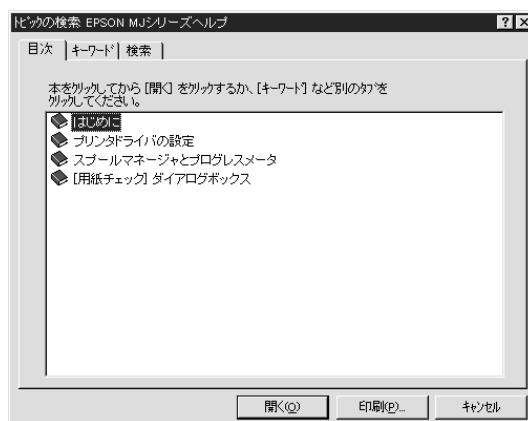 ﾄﾋﾟｯｸの検索 EPSON MJシリーズヘルプ
目次 ｷｰﾜｰﾄﾞ 検索
本をｸﾘｯｸしてから [開く] をｸﾘｯｸするか、[ｷｰﾜｰﾄﾞ] など別のﾀﾌﾞを
ｸﾘｯｸしてください。
はじめに
プリンタドライバの設定
スプールマネージャとプログレスメータ
[用紙チェック] ダイアログボックス
開く(O) 印刷(P)... ｷｬﾝｾﾙ